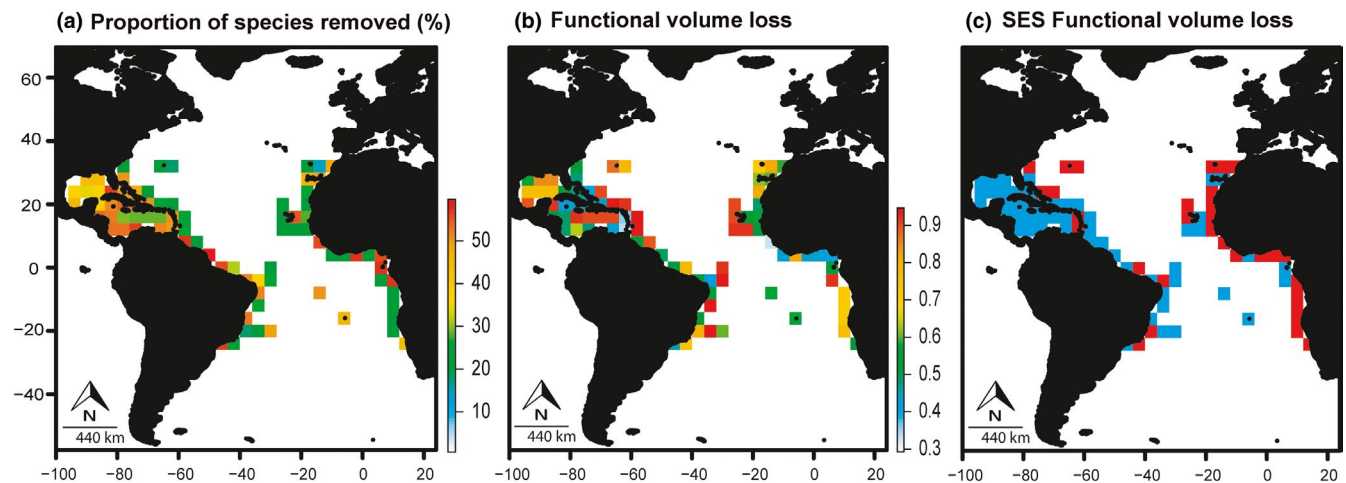 (a) Proportion of species removed (%)
(b) Functional volume loss
(c) SES Functional volume loss
60
40
20
0
−20
−40
N
440 km
−100 −80 −60 −40 −20 0 20
50
40
30
20
10
N
440 km
−100 −80 −60 −40 −20 0 20
0.9
0.8
0.7
0.6
0.5
0.4
0.3
N
440 km
−100 −80 −60 −40 −20 0 20